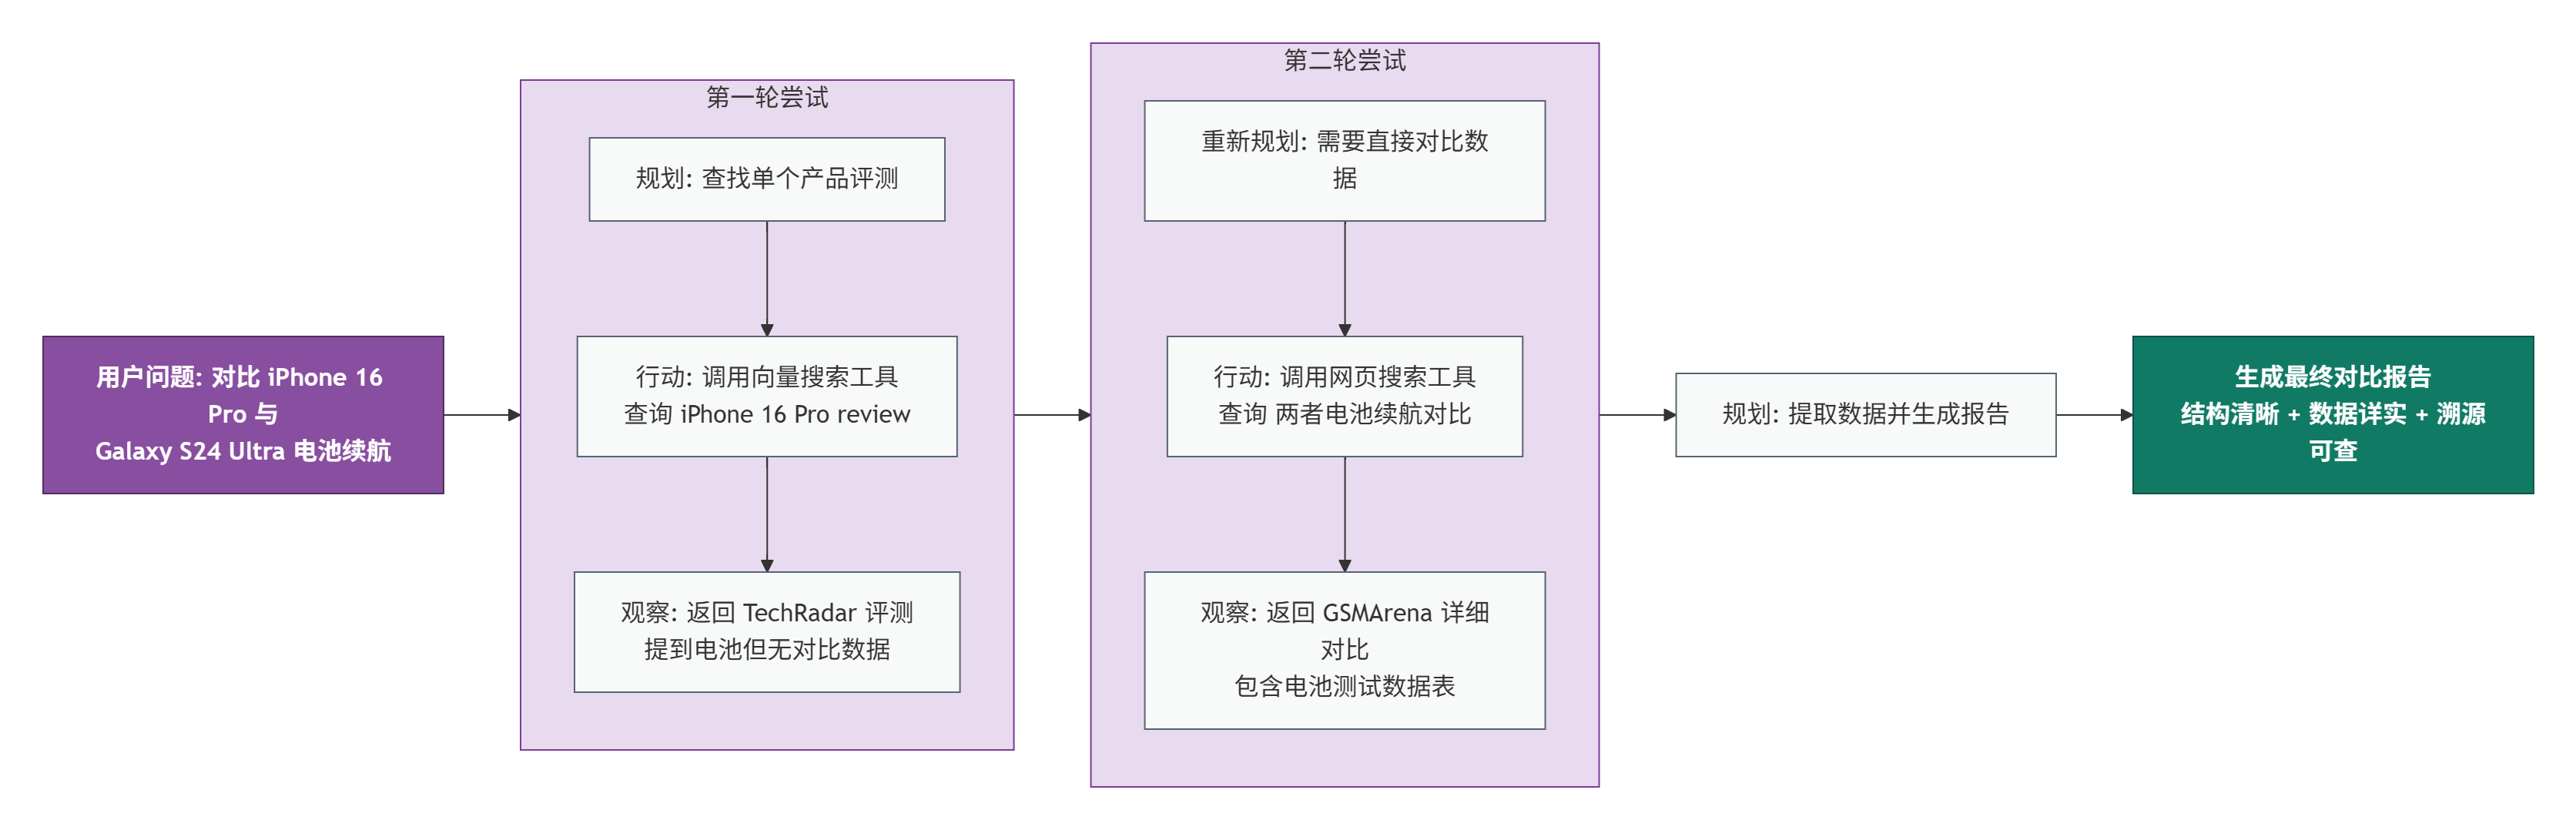 用户问题: 对比 iPhone 16
Pro 与
Galaxy S24 Ultra 电池续航
第一轮尝试
规划: 查找单个产品评测
行动: 调用向量搜索工具
查询 iPhone 16 Pro review
观察: 返回 TechRadar 评测
提到电池但无对比数据
第二轮尝试
重新规划: 需要直接对比数
据
行动: 调用网页搜索工具
查询 两者电池续航对比
观察: 返回 GSMArena 详细
对比
包含电池测试数据表
规划: 提取数据并生成报告
生成最终对比报告
结构清晰 + 数据详实 + 溯源
可查